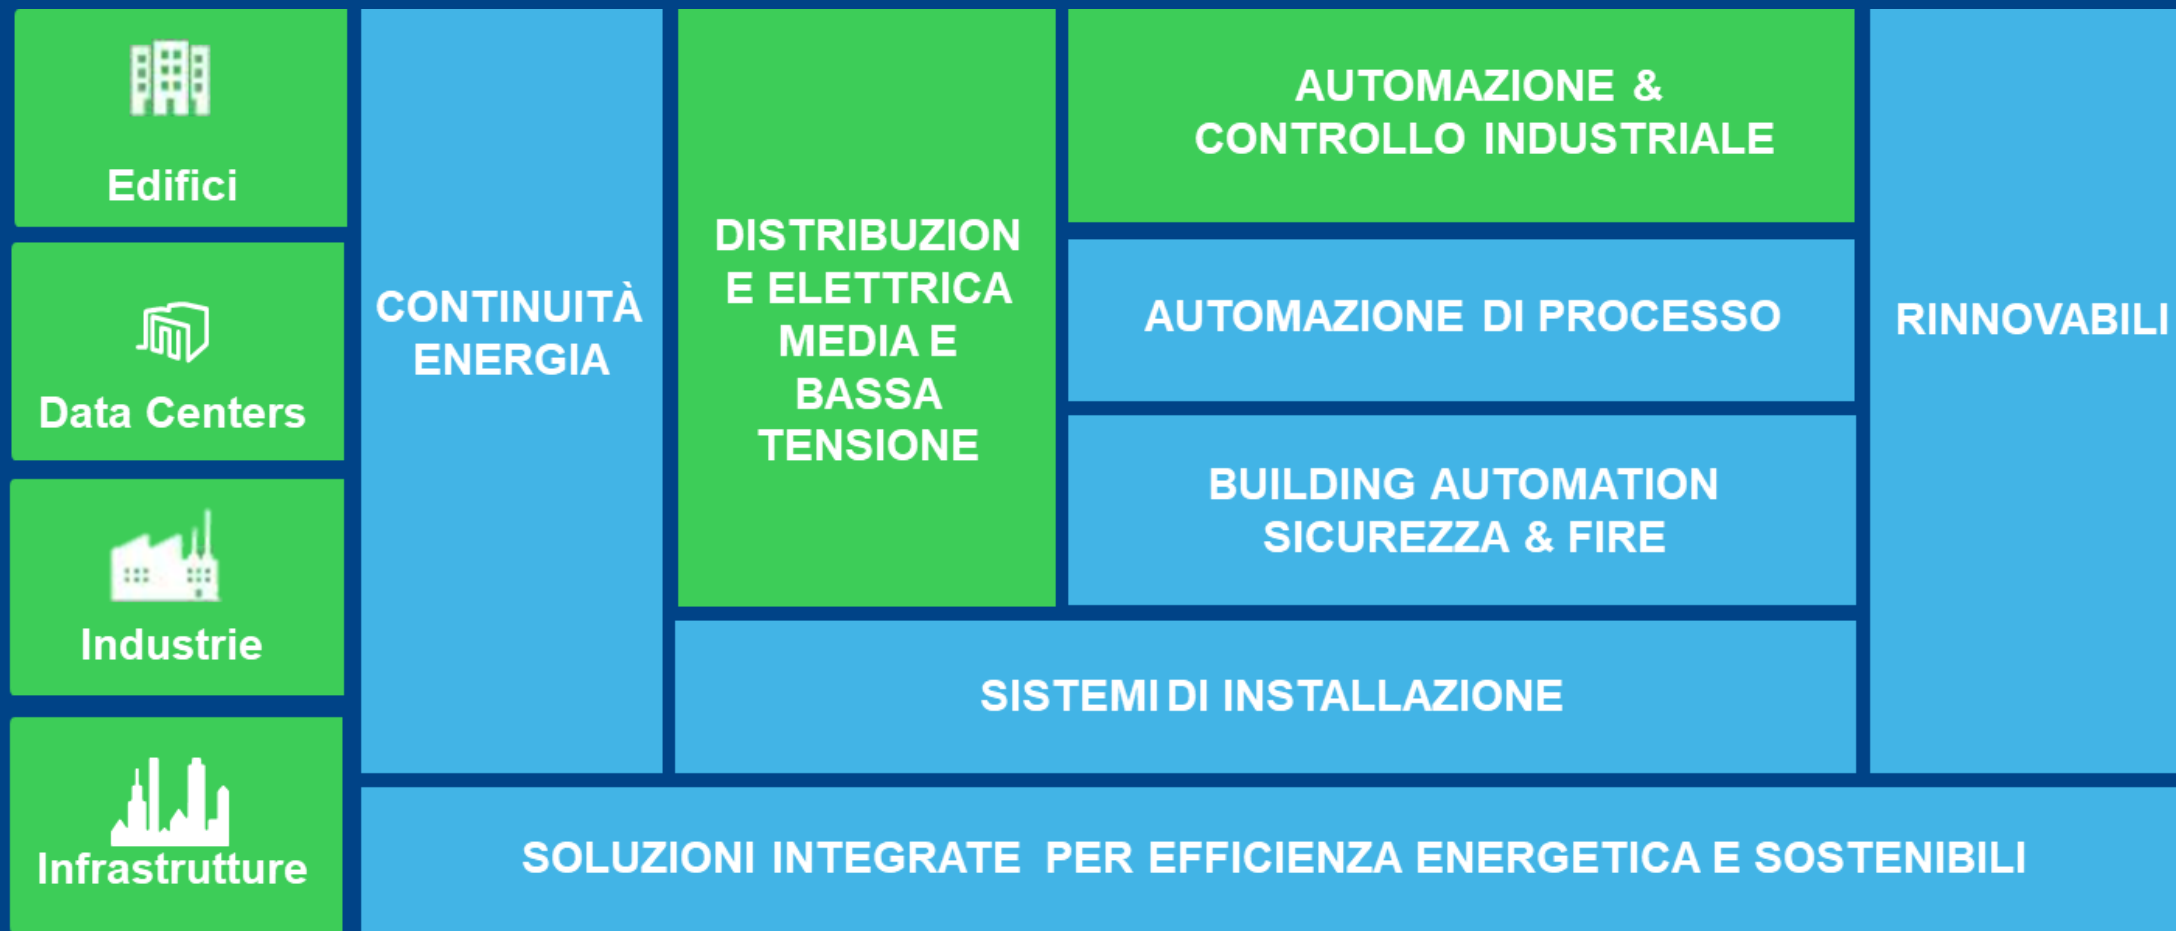 Edifici
Data Centers
Industrie
Infrastrutture
CONTINUITÀ
ENERGIA
DISTRIBUZION
E ELETTRICA
MEDIA E
BASSA
TENSIONE
AUTOMAZIONE &
CONTROLLO INDUSTRIALE
AUTOMAZIONE DI PROCESSO
BUILDING AUTOMATION
SICUREZZA & FIRE
RINNOVABILI
SISTEMI DI INSTALLAZIONE
SOLUZIONI INTEGRATE PER EFFICIENZA ENERGETICA E SOSTENIBILI